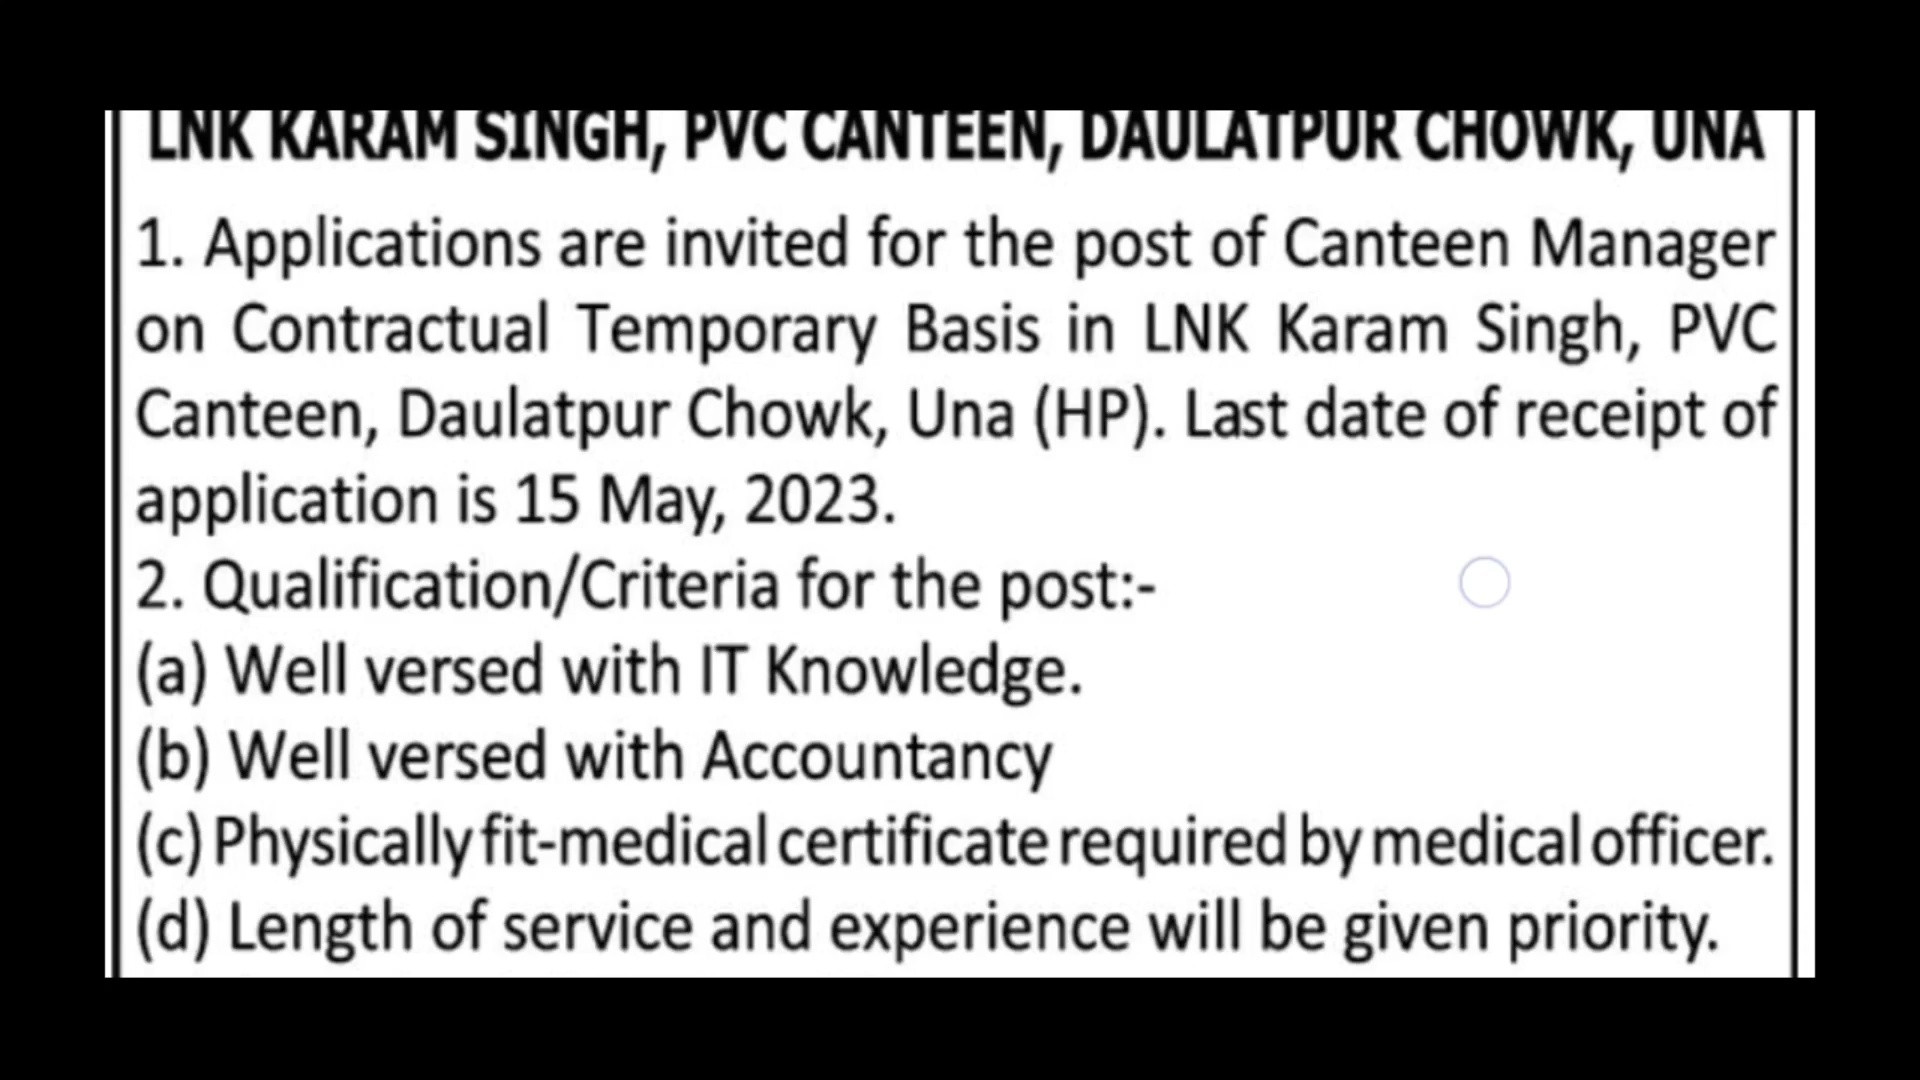 LNK KARAM SINGH, PVC CANTEEN, DAULATPUR CHOWK, UNA
1. Applications are invited for the post of Canteen Manager
on Contractual Temporary Basis in LNK Karam Singh, PVC
Canteen, Daulatpur Chowk, Una (HP). Last date of receipt of
application is 15 May, 2023.
2. Qualification/Criteria for the post:-
(a) Well versed with IT Knowledge.
(b) Well versed with Accountancy
(c) Physically fit-medical certificate required by medical officer.
(d) Length of service and experience will be given priority.